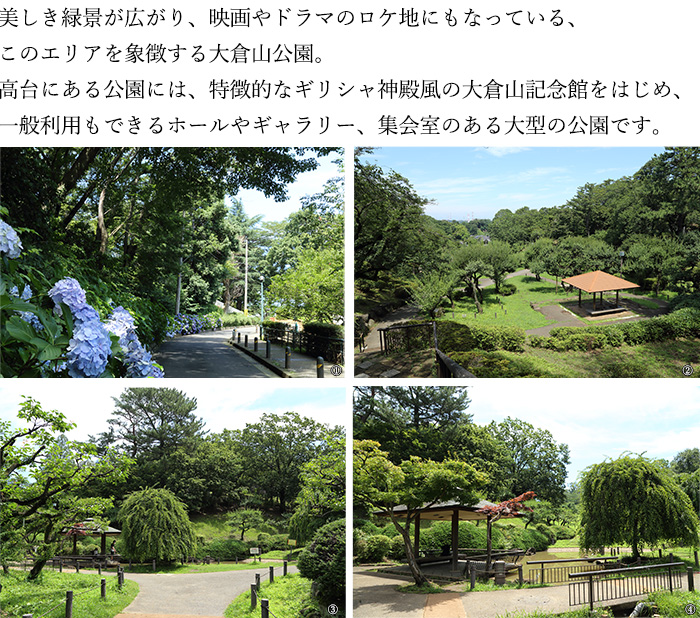 美しき緑景が広がり、映画やドラマのロケ地にもなっている、
このエリアを象徴する大倉山公園。
高台にある公園には、特徴的なギリシャ神殿風の大倉山記念館をはじめ、
一般利用もできるホールやギャラリー、集会室のある大型の公園です。
①
②
③
④